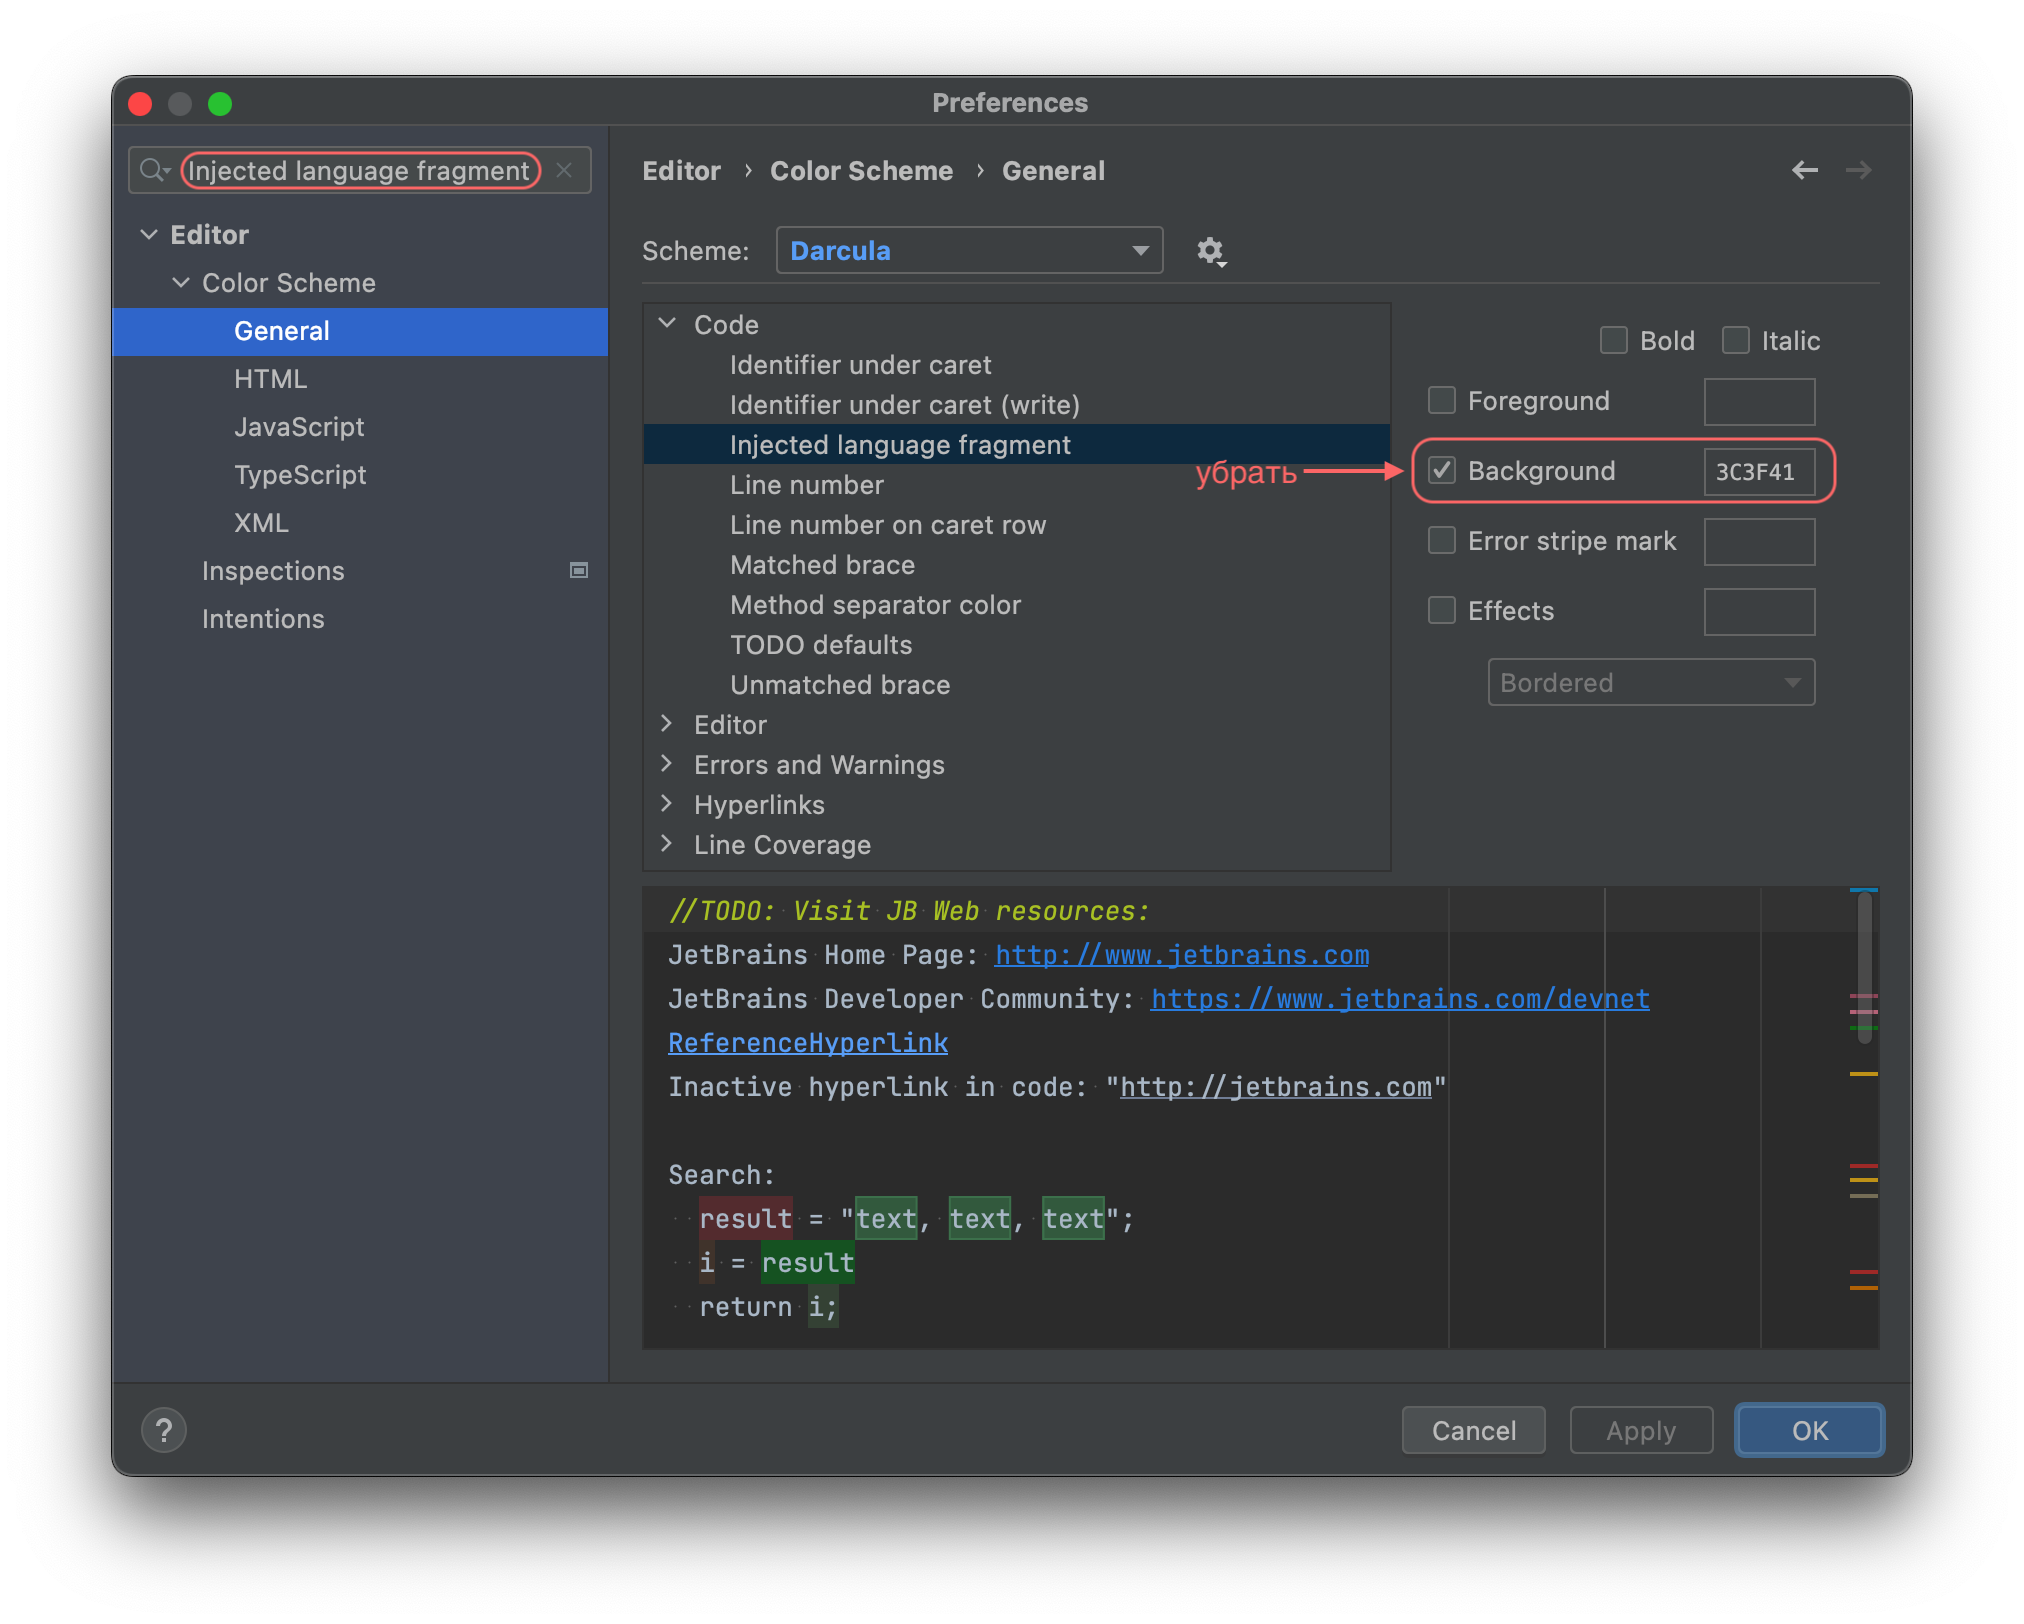 Preferences
Injected language fragment
Editor
Color Scheme
General
HTML
JavaScript
TypeScript
XML
Inspections
Intentions
Editor › Color Scheme › General
Scheme: Darcula
Code
Identifier under caret
Identifier under caret (write)
Injected language fragment
Line number
Line number on caret row
Matched brace
Method separator color
TODO defaults
Unmatched brace
Editor
Errors and Warnings
Hyperlinks
Line Coverage
Bold Italic
Foreground
убрать
Background 3C3F41
Error stripe mark
Effects
Bordered
//TODO: Visit JB Web resources:
JetBrains Home Page: http://www.jetbrains.com
JetBrains Developer Community: https://www.jetbrains.com/devnet
ReferenceHyperlink
Inactive hyperlink in code: "http://jetbrains.com"
Search:
result = "text, text, text";
i = result
return i;
?
Cancel Apply OK